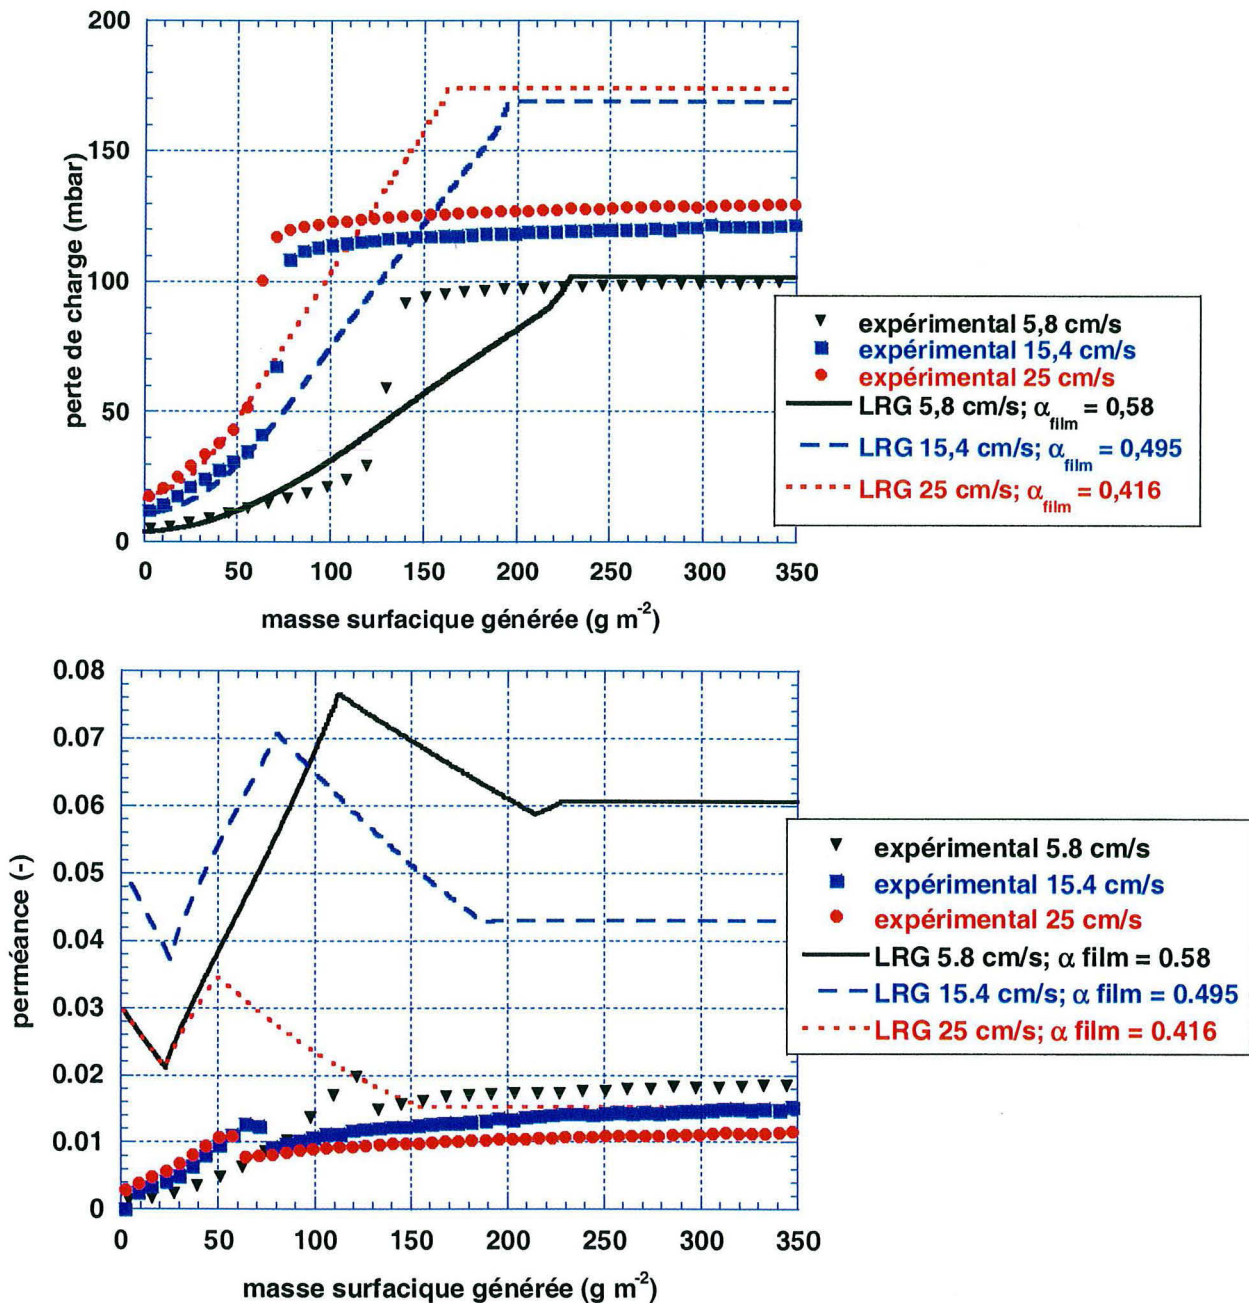 200
150
100
50
0
perte de charge (mbar)
0 50 100 150 200 250 300 350
masse surfacique générée (g m-2)
expérimental 5,8 cm/s
expérimental 15,4 cm/s
expérimental 25 cm/s
LRG 5,8 cm/s; αfilm = 0,58
LRG 15,4 cm/s; αfilm = 0,495
LRG 25 cm/s; αfilm = 0,416
0.08
0.07
0.06
0.05
0.04
0.03
0.02
0.01
0
perméance (-)
0 50 100 150 200 250 300 350
masse surfacique générée (g m-2)
expérimental 5.8 cm/s
expérimental 15.4 cm/s
expérimental 25 cm/s
LRG 5.8 cm/s; α film = 0.58
LRG 15.4 cm/s; α film = 0.495
LRG 25 cm/s; α film = 0.416